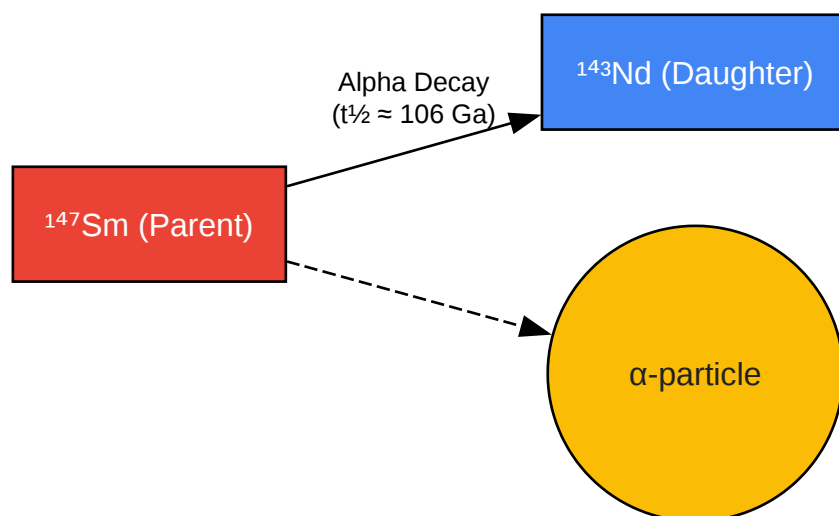 ¹⁴³Nd (Daughter)
Alpha Decay
(t½ ≈ 106 Ga)
¹⁴⁷Sm (Parent)
α-particle